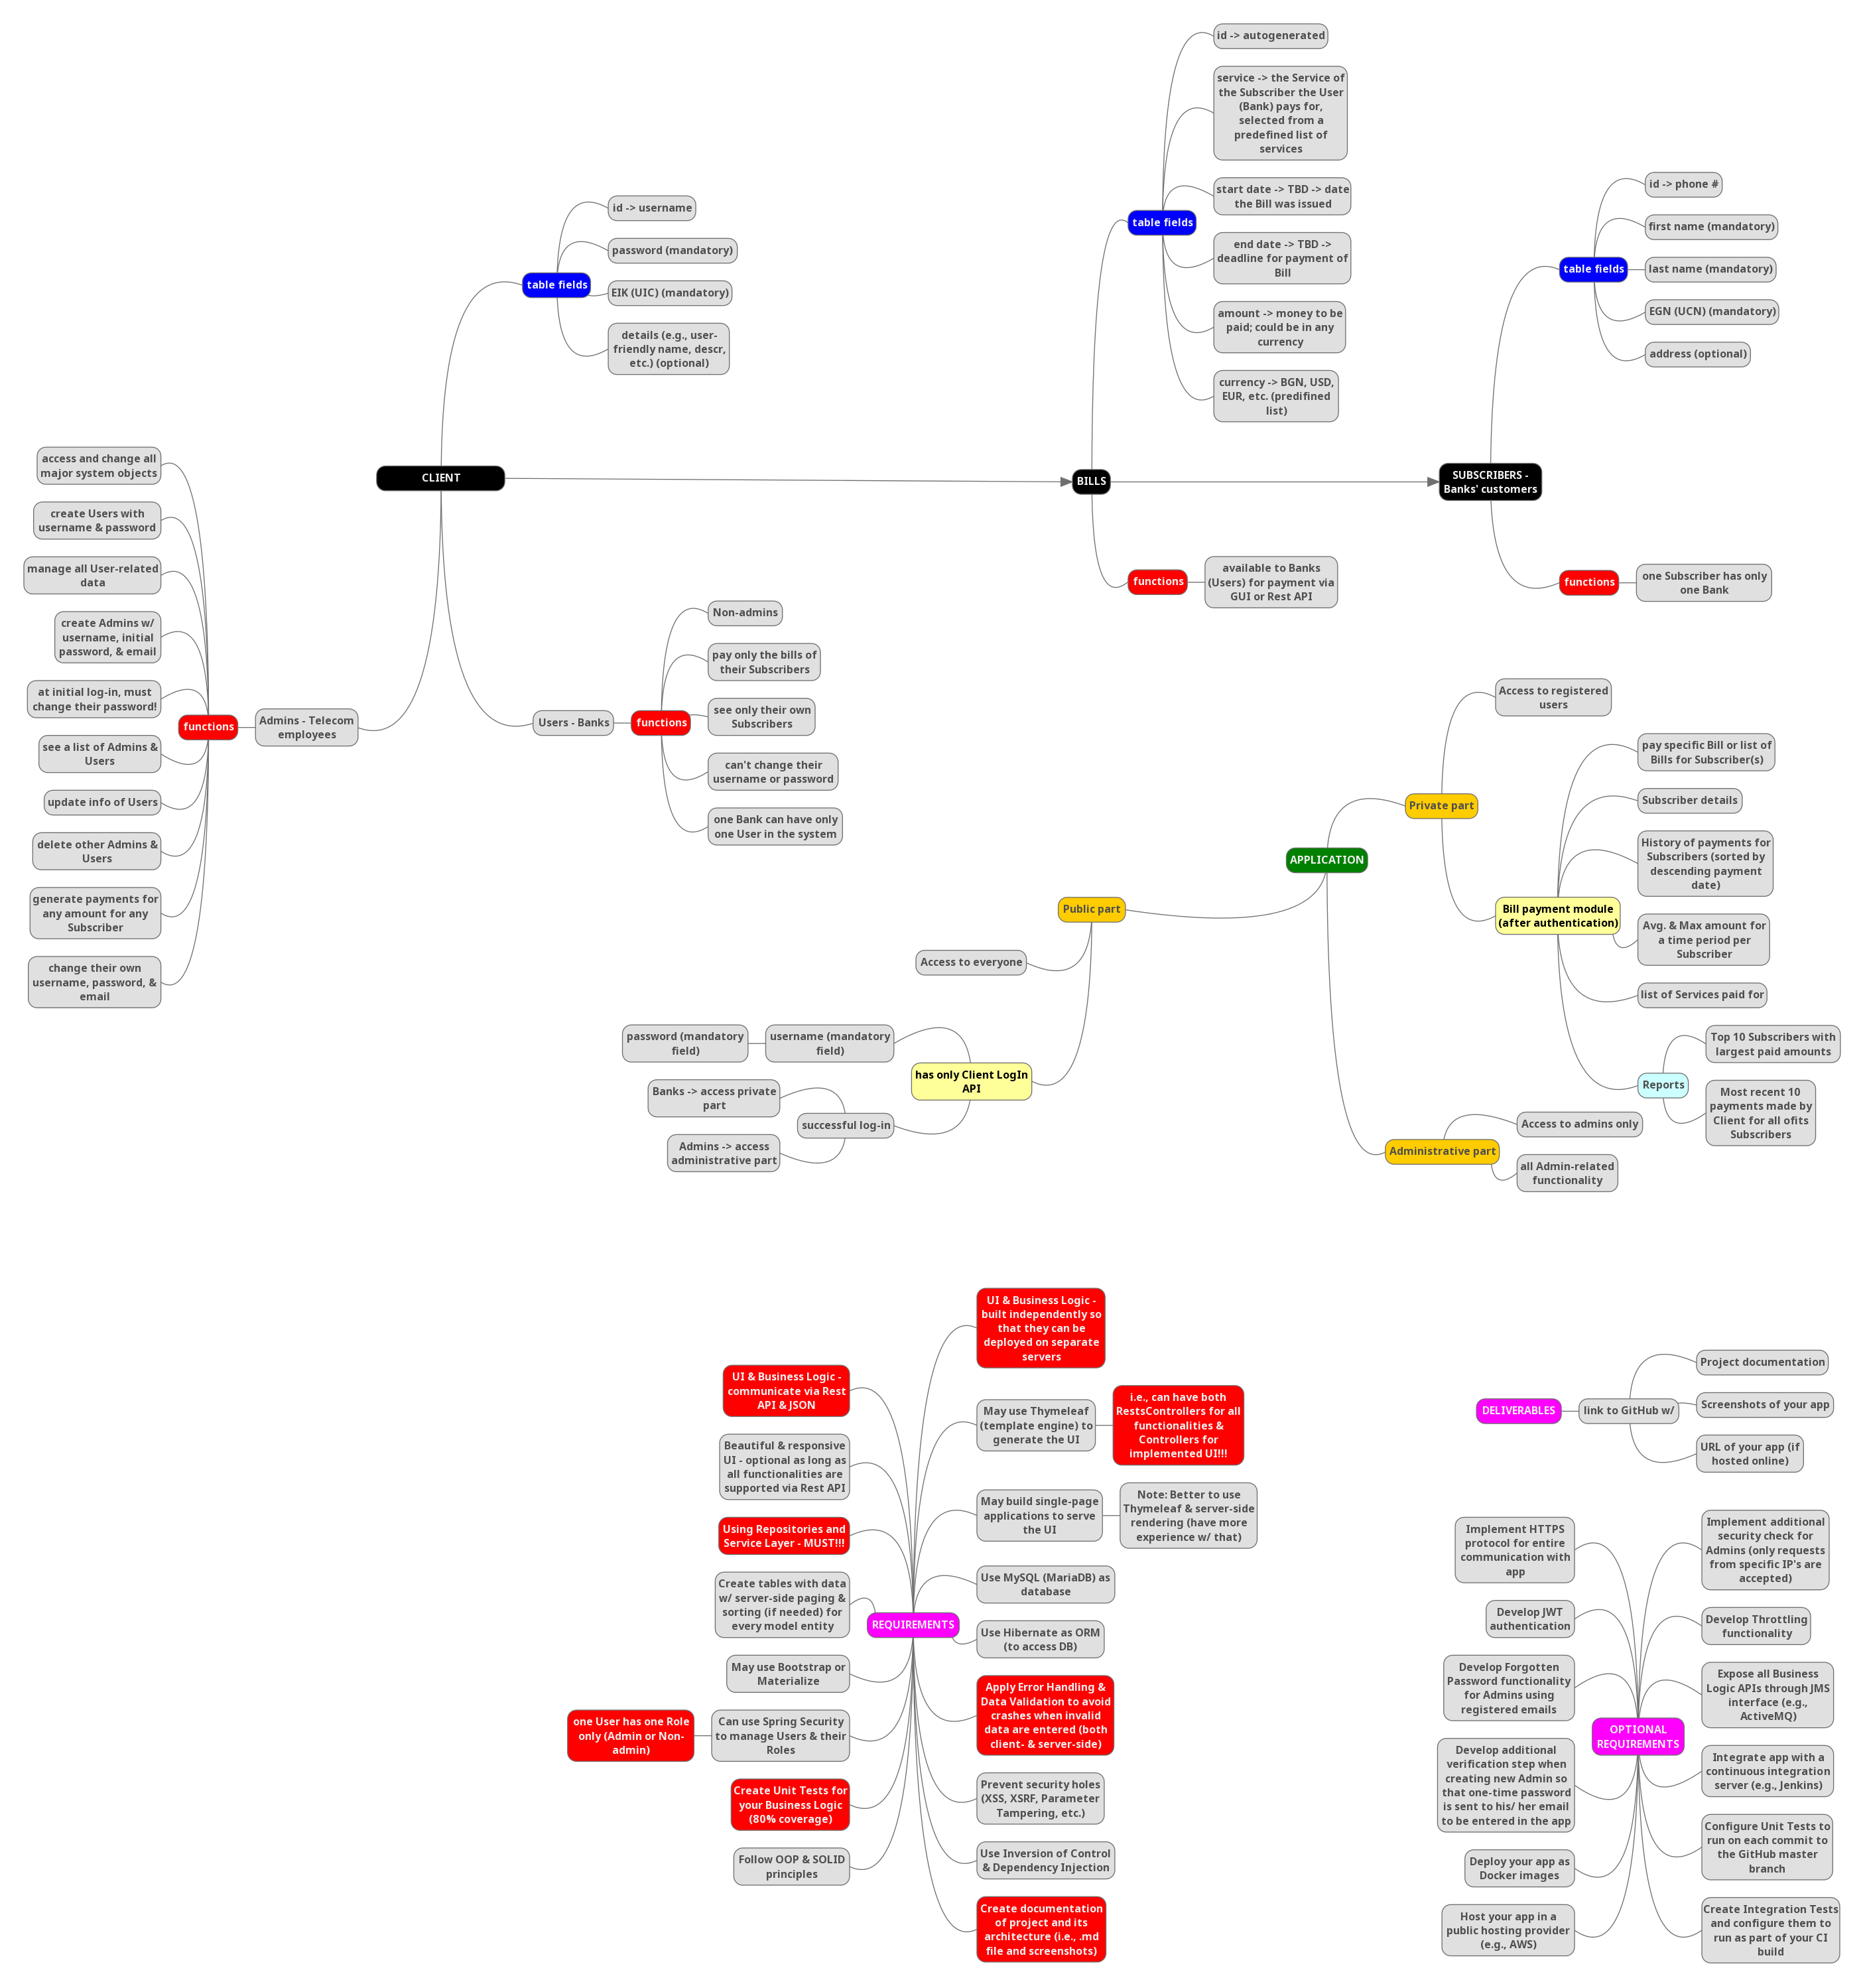 id -> autogenerated
service -> the Service of
the Subscriber the User
(Bank) pays for,
selected from a
predefined list of
services
start date -> TBD -> date
the Bill was issued
table fields
end date -> TBD ->
deadline for payment of
Bill
amount -> money to be
paid; could be in any
currency
currency -> BGN, USD,
EUR, etc. (predifined
list)
id -> phone #
first name (mandatory)
table fields
last name (mandatory)
EGN (UCN) (mandatory)
address (optional)
id -> username
password (mandatory)
table fields
EIK (UIC) (mandatory)
details (e.g., user-
friendly name, descr,
etc.) (optional)
CLIENT
BILLS
SUBSCRIBERS -
Banks' customers
functions
available to Banks
(Users) for payment via
GUI or Rest API
functions
one Subscriber has only
one Bank
access and change all
major system objects
create Users with
username & password
manage all User-related
data
create Admins w/
username, initial
password, & email
at initial log-in, must
change their password!
functions
Admins - Telecom
employees
see a list of Admins &
Users
update info of Users
delete other Admins &
Users
generate payments for
any amount for any
Subscriber
change their own
username, password, &
email
Users - Banks
functions
Non-admins
pay only the bills of
their Subscribers
see only their own
Subscribers
can't change their
username or password
one Bank can have only
one User in the system
APPLICATION
Private part
Access to registered
users
Bill payment module
(after authentication)
pay specific Bill or list of
Bills for Subscriber(s)
Subscriber details
History of payments for
Subscribers (sorted by
descending payment
date)
Avg. & Max amount for
a time period per
Subscriber
list of Services paid for
Reports
Top 10 Subscribers with
largest paid amounts
Most recent 10
payments made by
Client for all ofits
Subscribers
Public part
Access to everyone
has only Client LogIn
API
username (mandatory
field)
password (mandatory
field)
successful log-in
Banks -> access private
part
Admins -> access
administrative part
Administrative part
Access to admins only
all Admin-related
functionality
REQUIREMENTS
UI & Business Logic -
communicate via Rest
API & JSON
Beautiful & responsive
UI - optional as long as
all functionalities are
supported via Rest API
Using Repositories and
Service Layer - MUST!!!
Create tables with data
w/ server-side paging &
sorting (if needed) for
every model entity
May use Bootstrap or
Materialize
Can use Spring Security
to manage Users & their
Roles
one User has one Role
only (Admin or Non-
admin)
Create Unit Tests for
your Business Logic
(80% coverage)
Follow OOP & SOLID
principles
UI & Business Logic -
built independently so
that they can be
deployed on separate
servers
May use Thymeleaf
(template engine) to
generate the UI
i.e., can have both
RestsControllers for all
functionalities &
Controllers for
implemented UI!!!
May build single-page
applications to serve
the UI
Note: Better to use
Thymeleaf & server-side
rendering (have more
experience w/ that)
Use MySQL (MariaDB) as
database
Use Hibernate as ORM
(to access DB)
Apply Error Handling &
Data Validation to avoid
crashes when invalid
data are entered (both
client- & server-side)
Prevent security holes
(XSS, XSRF, Parameter
Tampering, etc.)
Use Inversion of Control
& Dependency Injection
Create documentation
of project and its
architecture (i.e., .md
file and screenshots)
DELIVERABLES
link to GitHub w/
Project documentation
Screenshots of your app
URL of your app (if
hosted online)
OPTIONAL
REQUIREMENTS
Implement HTTPS
protocol for entire
communication with
app
Develop JWT
authentication
Develop Forgotten
Password functionality
for Admins using
registered emails
Develop additional
verification step when
creating new Admin so
that one-time password
is sent to his/ her email
to be entered in the app
Deploy your app as
Docker images
Host your app in a
public hosting provider
(e.g., AWS)
Implement additional
security check for
Admins (only requests
from specific IP's are
accepted)
Develop Throttling
functionality
Expose all Business
Logic APIs through JMS
interface (e.g.,
ActiveMQ)
Integrate app with a
continuous integration
server (e.g., Jenkins)
Configure Unit Tests to
run on each commit to
the GitHub master
branch
Create Integration Tests
and configure them to
run as part of your CI
build